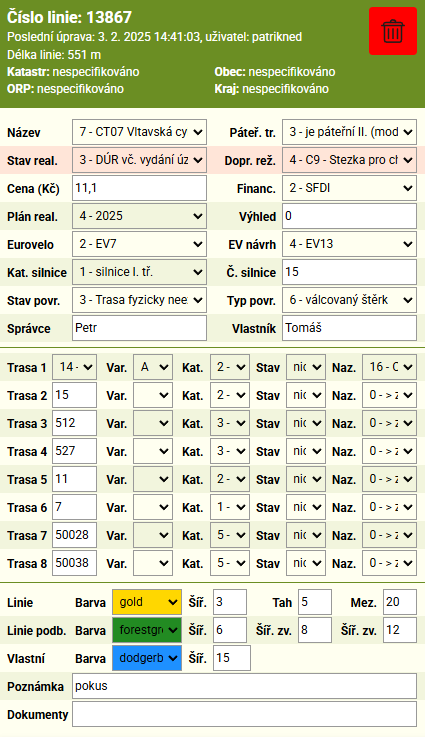 Číslo linie: 13867
Poslední úprava: 3. 2. 2025 14:41:03, uživatel: patrikned
Délka linie: 551 m
Katastr: nespecifikováno Obec: nespecifikováno
ORP: nespecifikováno Kraj: nespecifikováno
Název 7 - CT07 Vltavská cy Páteř. tr. 3 - je páteřní II. (mod
Stav real. 3 - DÚR vč. vydání úz Dopr. rež. 4 - C9 - Stezka pro ch
Cena (Kč) 11,1 Financ. 2 - SFDI
Plán real. 4 - 2025 Výhled 0
Eurovelo 2 - EV7 EV návrh 4 - EV13
Kat. silnice 1 - silnice I. tř. Č. silnice 15
Stav povr. 3 - Trasa fyzicky nee Typ povr. 6 - válcovaný štěrk
Správce Petr Vlastník Tomáš
Trasa 1 14 - Var. A Kat. 2 - Stav nic Naz. 16 - C
Trasa 2 15 Var. Kat. 2 - Stav nic Naz. 0 - > z
Trasa 3 512 Var. Kat. 3 - Stav nic Naz. 0 - > z
Trasa 4 527 Var. Kat. 3 - Stav nic Naz. 0 - > z
Trasa 5 11 Var. Kat. 2 - Stav nic Naz. 0 - > z
Trasa 6 7 Var. Kat. 1 - Stav nic Naz. 0 - > z
Trasa 7 50028 Var. Kat. 5 - Stav nic Naz. 0 - > z
Trasa 8 50038 Var. Kat. 5 - Stav nic Naz. 0 - > z
Linie Barva gold Šíř. 3 Tah 5 Mez. 20
Linie podb. Barva forestgre Šíř. 6 Šíř. zv. 8 Šíř. zv. 12
Vlastní Barva dodgerb Šíř. 15
Poznámka pokus
Dokumenty